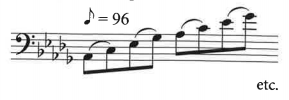 ♪ = 96
etc.